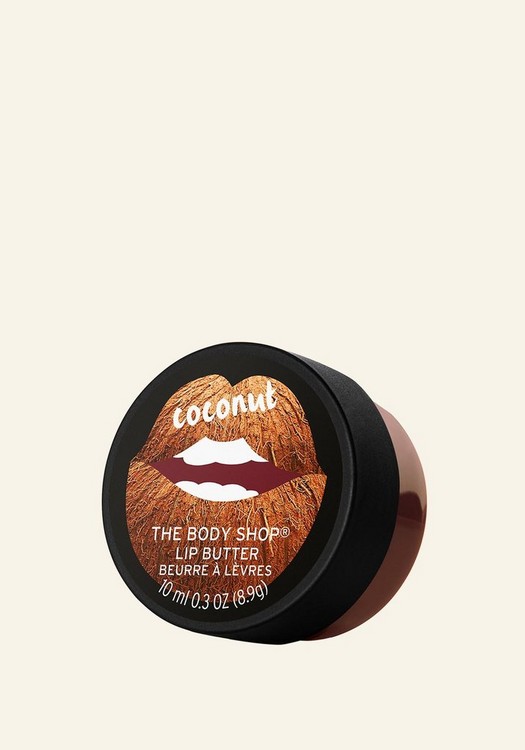 coconut
THE BODY SHOP®
LIP BUTTER
BEURRE À LÈVRES
10 ml 0.3 OZ (8.9g)